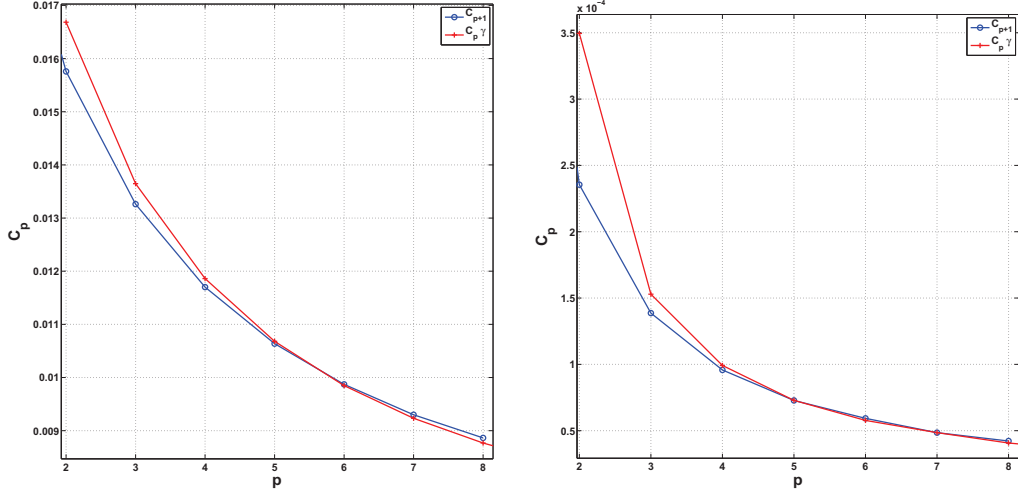 0.017
0.016
0.015
0.014
0.013
0.012
0.011
0.01
0.009
C_p
2 3 4 5 6 7 8
p
C_{p+1}
C_p γ
x 10^{-4}
3.5
3
2.5
2
1.5
1
0.5
C_p
2 3 4 5 6 7 8
p
C_{p+1}
C_p γ